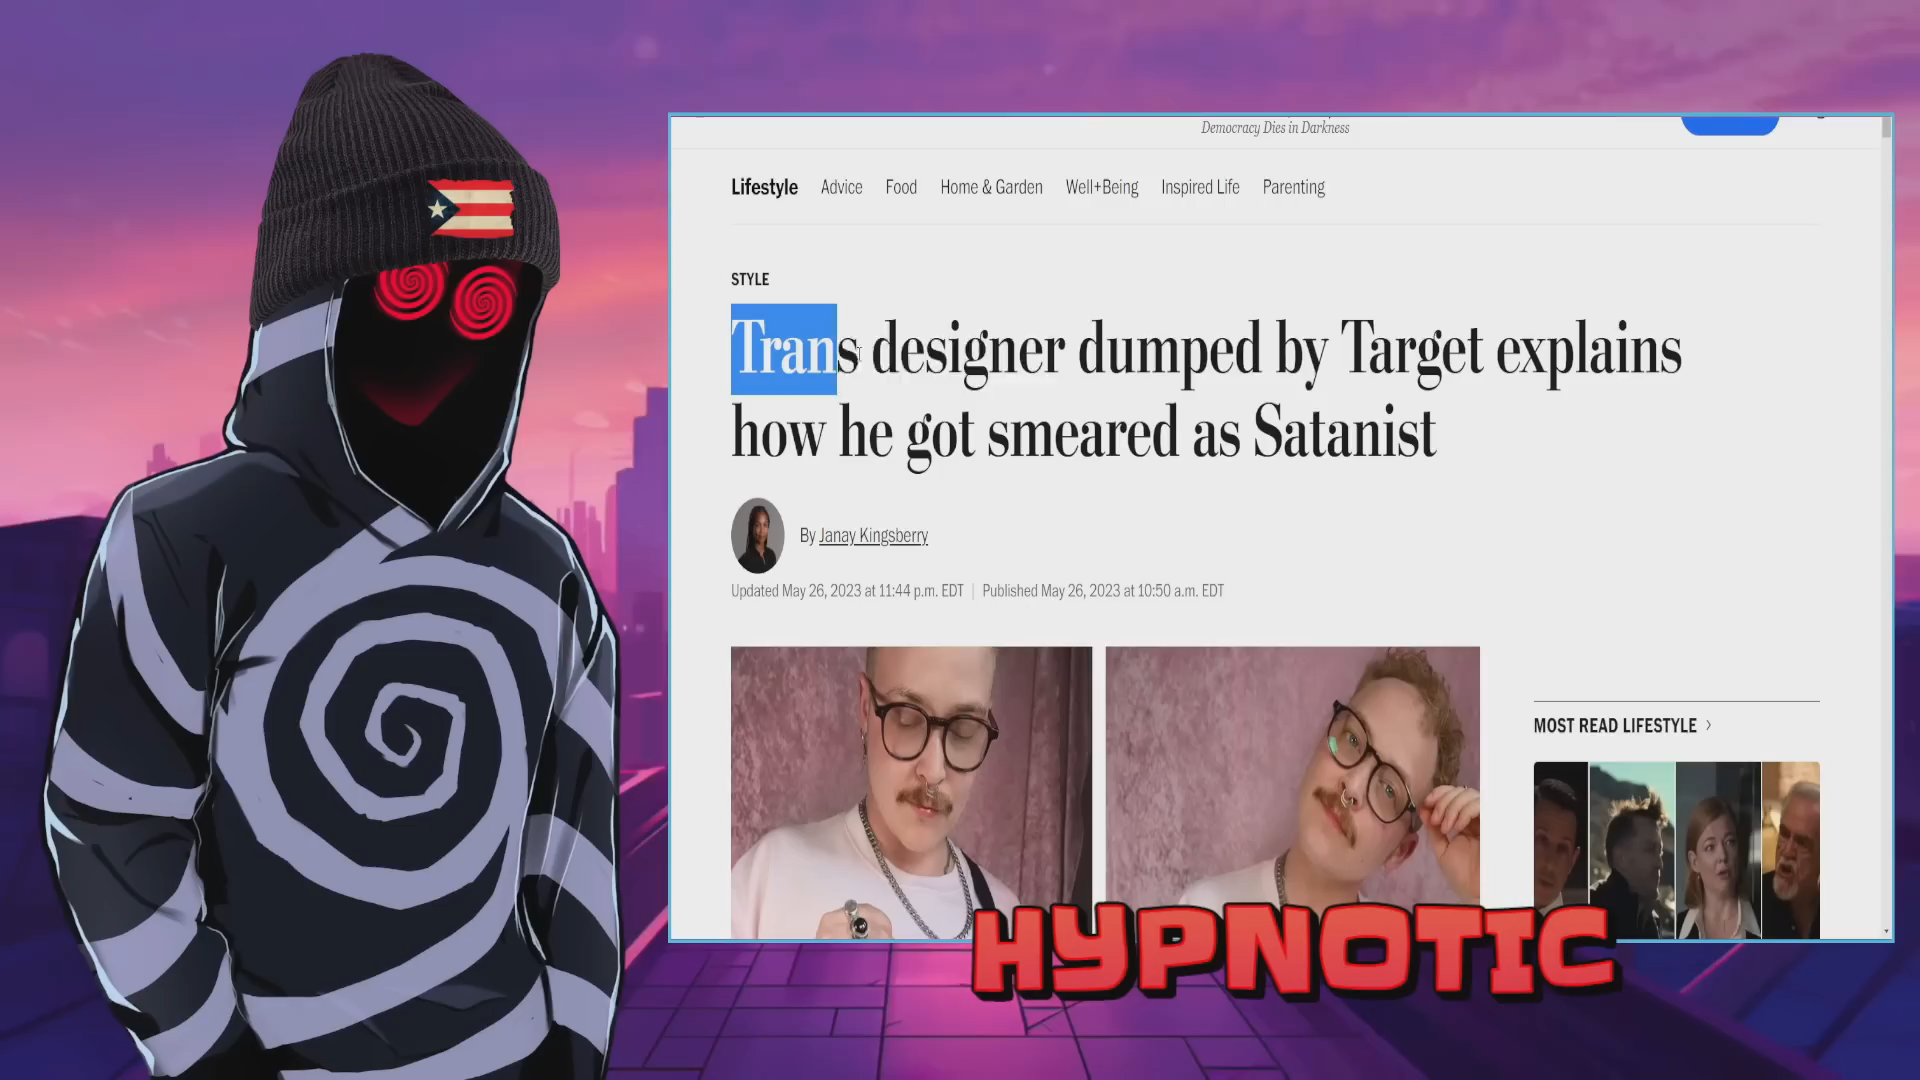 Democracy Dies in Darkness
Lifestyle Advice Food Home & Garden Well+Being Inspired Life Parenting
STYLE
Trans designer dumped by Target explains
how he got smeared as Satanist
By Janay Kingsberry
Updated May 26, 2023 at 11:44 p.m. EDT | Published May 26, 2023 at 10:50 a.m. EDT
MOST READ LIFESTYLE >
HYPNOTIC